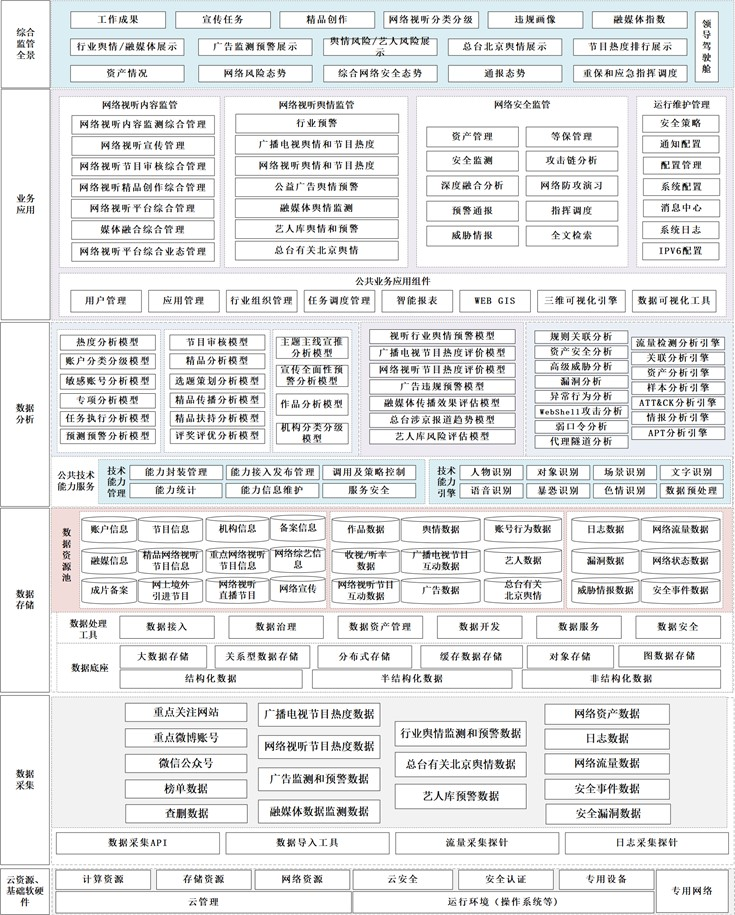 综合
监管
全景
工作成果
宣传任务
精品创作
网络视听分类分级
违规画像
融媒体指数
行业舆情/融媒体展示
广告监测预警展示
舆情风险/艺人风险展
示
总台北京舆情展示
节目热度排行展示
资产情况
网络风险态势
综合网络安全态势
通报态势
重保和应急指挥调度
领导驾驶舱
业务
应用
网络视听内容监管
网络视听内容监测综合管理
网络视听宣传管理
网络视听节目审核综合管理
网络视听精品创作综合管理
网络视听平台综合管理
媒体融合综合管理
网络视听平台综合业态管理
网络视听舆情监管
行业预警
广播电视舆情和节目热度
网络视听舆情和节目热度
公益广告舆情预警
融媒体舆情监测
艺人库舆情和预警
总台有关北京舆情
网络安全监管
资产管理
等保管理
安全监测
攻击链分析
深度融合分析
网络防攻演习
预警通报
指挥调度
威胁情报
全文检索
运行维护管理
安全策略
通知配置
配置管理
系统配置
消息中心
系统日志
IPV6配置
公共业务应用组件
用户管理
应用管理
行业组织管理
任务调度管理
智能报表
WEB GIS
三维可视化引擎
数据可视化工具
数据
分析
热度分析模型
账户分类分级模型
敏感账号分析模型
专项分析模型
任务执行分析模型
预测预警分析模型
节目审核模型
精品分析模型
选题策划分析模型
精品传播分析模型
精品扶持分析模型
评奖评优分析模型
主题主线宣推
分析模型
宣传全面性预
警分析模型
作品分析模型
机构分类分级
模型
视听行业舆情预警模型
广播电视节目热度评价模型
网络视听节目热度评价模型
广告违规预警模型
融媒体传播效果评估模型
总台涉京报道趋势模型
艺人库风险评估模型
规则关联分析
资产安全分析
高级威胁分析
漏洞分析
异常行为分析
WebShell攻击分析
弱口令分析
代理隧道分析
流量检测分析引擎
关联分析引擎
资产分析引擎
样本分析引擎
ATT&CK分析引擎
情报分析引擎
APT分析引擎
公共技术
能力服务
技术
能力
管理
能力封装管理
能力接入发布管理
调用及策略控制
能力统计
能力信息维护
服务安全
技术
能力
引擎
人物识别
对象识别
场景识别
文字识别
语音识别
暴恐识别
色情识别
数据预处理
数据
存储
数据资源池
账户信息
节目信息
机构信息
备案信息
融媒信息
精品网络视听
节目信息
重点网络视听
节目信息
网络综艺信
息
成片备案
网上境外
引进节目
网络视听
直播节目
网络宣传
作品数据
舆情数据
账号行为数据
收视/听率
数据
广播电视节目
互动数据
艺人数据
网络视听节目
互动数据
广告数据
总台有关
北京舆情
日志数据
网络流量数据
漏洞数据
网络状态数据
威胁情报数据
安全事件数据
数据处理
工具
数据接入
数据治理
数据资产管理
数据开发
数据服务
数据安全
数据底座
大数据存储
关系型数据存储
分布式存储
缓存数据存储
对象存储
图数据存储
结构化数据
半结构化数据
非结构化数据
数据
采集
重点关注网站
重点微博账号
微信公众号
榜单数据
查删数据
广播电视节目热度数据
网络视听节目热度数据
广告监测和预警数据
融媒体数据监测数据
行业舆情监测和预警数据
总台有关北京舆情数据
艺人库预警数据
网络资产数据
日志数据
网络流量数据
安全事件数据
安全漏洞数据
数据采集API
数据导入工具
流量采集探针
日志采集探针
云资源、
基础软硬
件
计算资源
存储资源
网络资源
云安全
安全认证
专用设备
云管理
运行环境（操作系统等）
专用网络